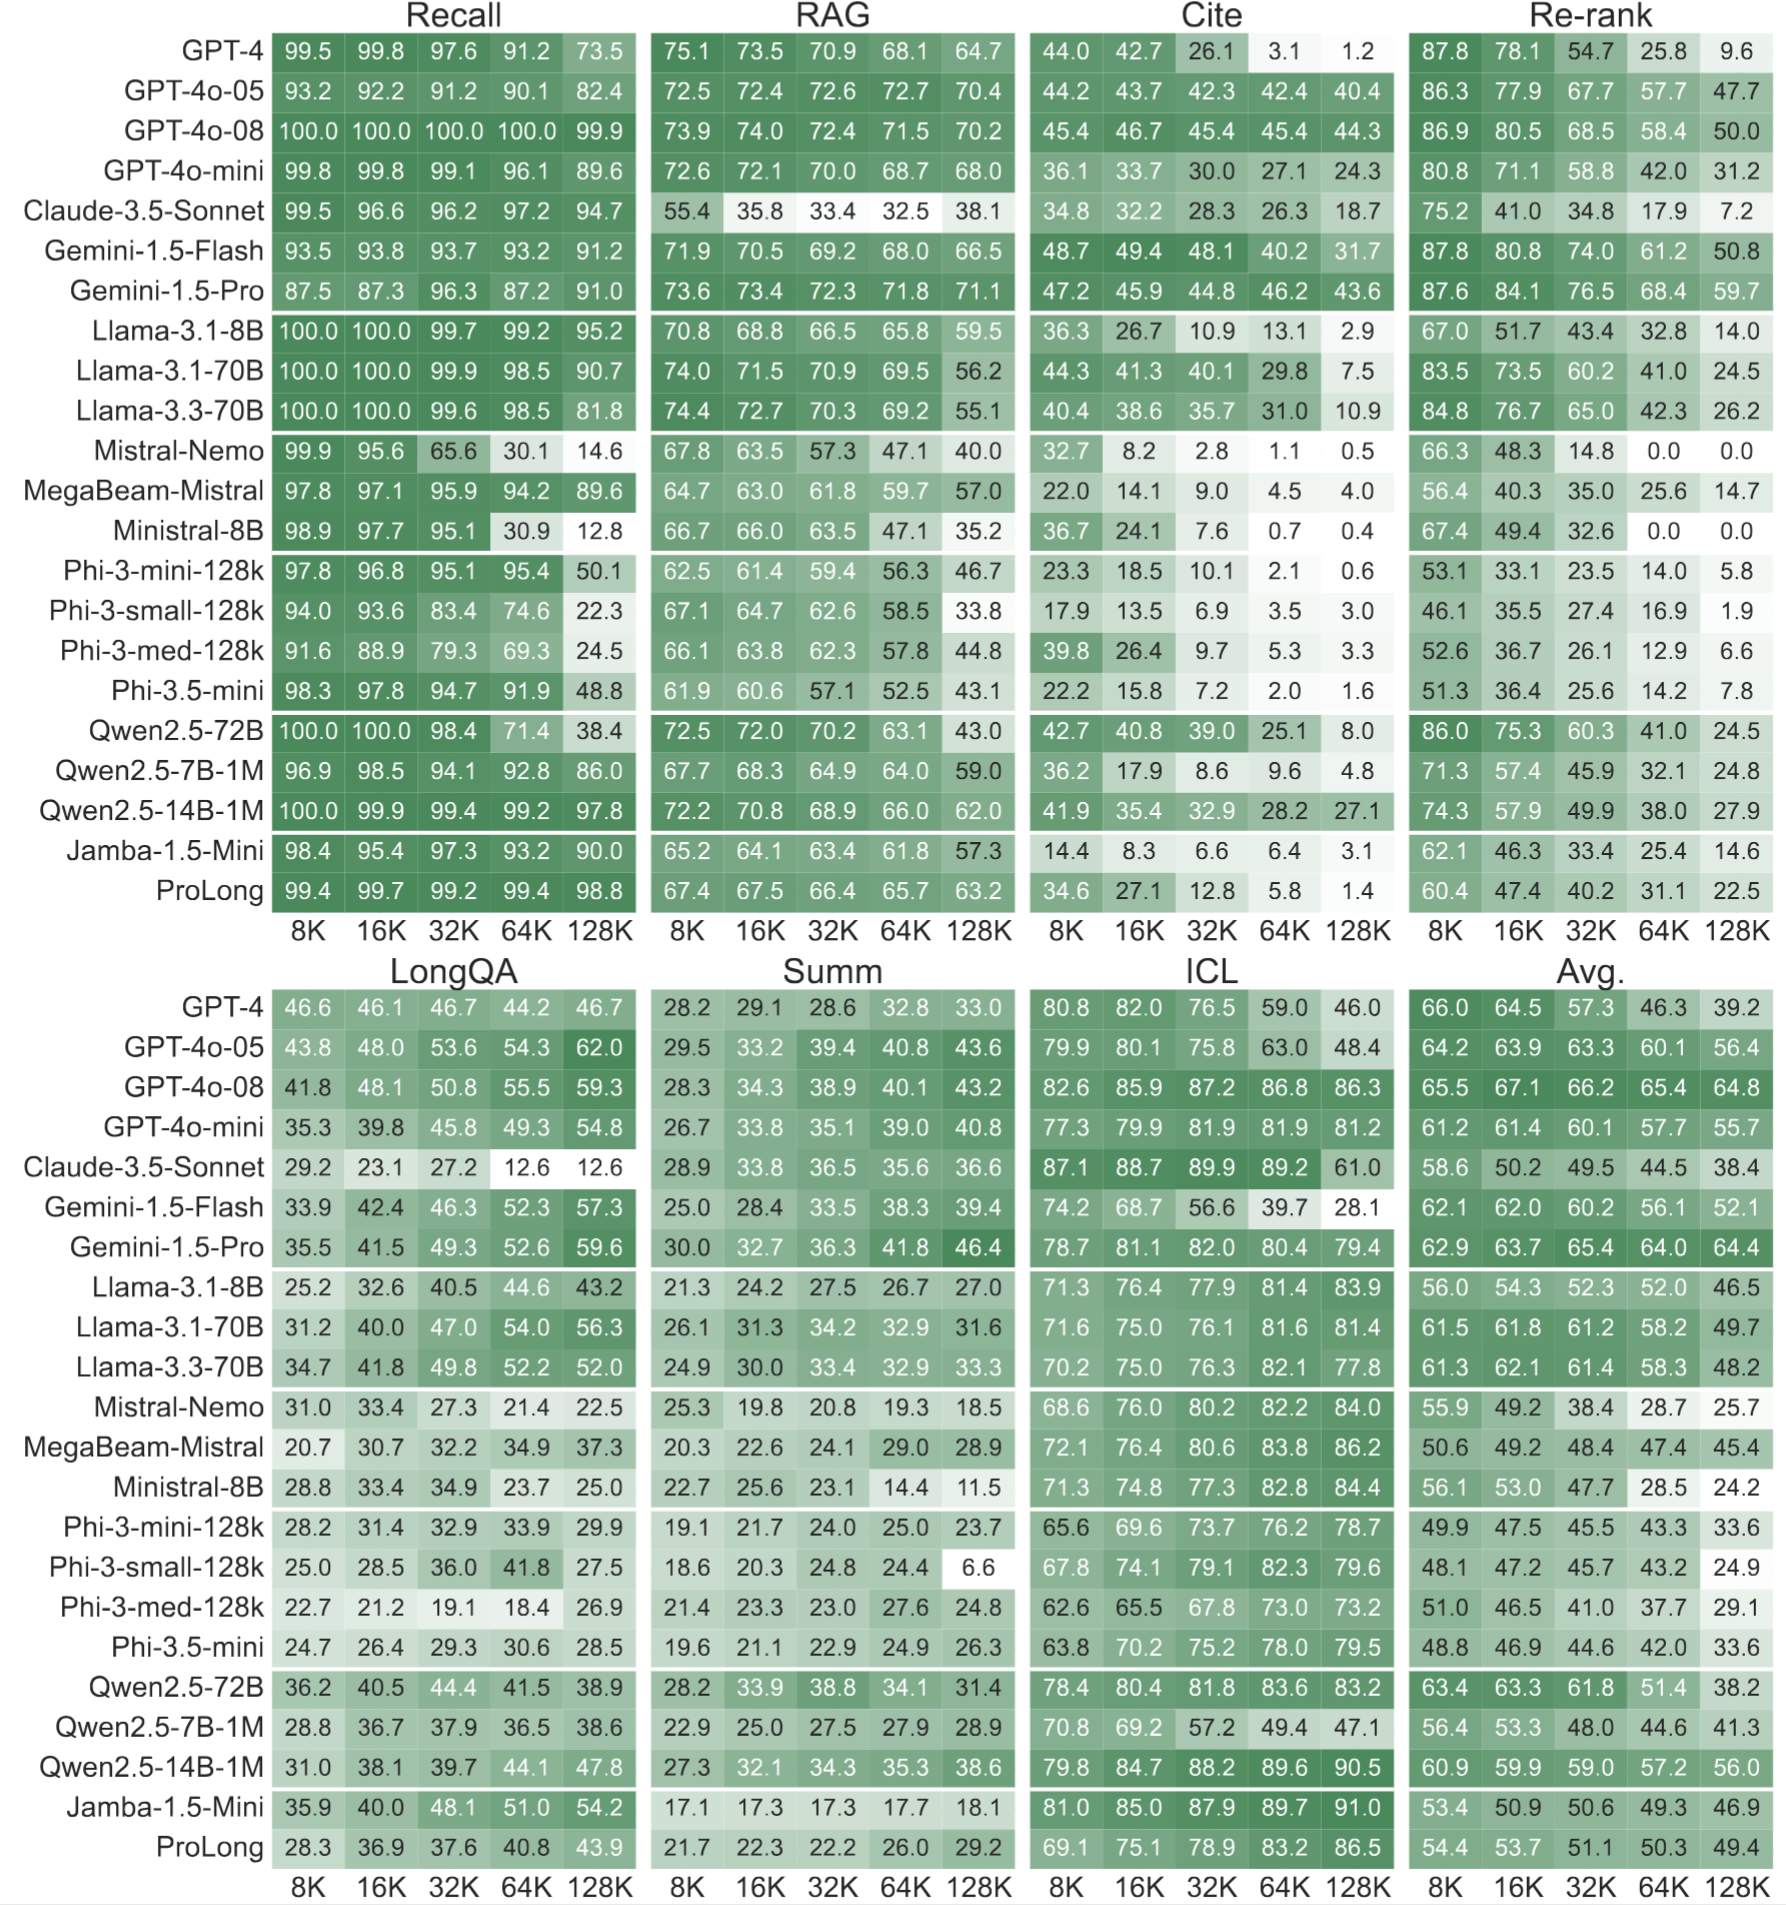 Recall RAG Cite Re-rank
GPT-4 99.5 99.8 97.6 91.2 73.5 75.1 73.5 70.9 68.1 64.7 44.0 42.7 26.1 3.1 1.2 87.8 78.1 54.7 25.8 9.6
GPT-4o-05 93.2 92.2 91.2 90.1 82.4 72.5 72.4 72.6 72.7 70.4 44.2 43.7 42.3 42.4 40.4 86.3 77.9 67.7 57.7 47.7
GPT-4o-08 100.0 100.0 100.0 100.0 99.9 73.9 74.0 72.4 71.5 70.2 45.4 46.7 45.4 45.4 44.3 86.9 80.5 68.5 58.4 50.0
GPT-4o-mini 99.8 99.8 99.1 96.1 89.6 72.6 72.1 70.0 68.7 68.0 36.1 33.7 30.0 27.1 24.3 80.8 71.1 58.8 42.0 31.2
Claude-3.5-Sonnet 99.5 96.6 96.2 97.2 94.7 55.4 35.8 33.4 32.5 38.1 34.8 32.2 28.3 26.3 18.7 75.2 41.0 34.8 17.9 7.2
Gemini-1.5-Flash 93.5 93.8 93.7 93.2 91.2 71.9 70.5 69.2 68.0 66.5 48.7 49.4 48.1 40.2 31.7 87.8 80.8 74.0 61.2 50.8
Gemini-1.5-Pro 87.5 87.3 96.3 87.2 91.0 73.6 73.4 72.3 71.8 71.1 47.2 45.9 44.8 46.2 43.6 87.6 84.1 76.5 68.4 59.7
Llama-3.1-8B 100.0 100.0 99.7 99.2 95.2 70.8 68.8 66.5 65.8 59.5 36.3 26.7 10.9 13.1 2.9 67.0 51.7 43.4 32.8 14.0
Llama-3.1-70B 100.0 100.0 99.9 98.5 90.7 74.0 71.5 70.9 69.5 56.2 44.3 41.3 40.1 29.8 7.5 83.5 73.5 60.2 41.0 24.5
Llama-3.3-70B 100.0 100.0 99.6 98.5 81.8 74.4 72.7 70.3 69.2 55.1 40.4 38.6 35.7 31.0 10.9 84.8 76.7 65.0 42.3 26.2
Mistral-Nemo 99.9 95.6 65.6 30.1 14.6 67.8 63.5 57.3 47.1 40.0 32.7 8.2 2.8 1.1 0.5 66.3 48.3 14.8 0.0 0.0
MegaBeam-Mistral 97.8 97.1 95.9 94.2 89.6 64.7 63.0 61.8 59.7 57.0 22.0 14.1 9.0 4.5 4.0 56.4 40.3 35.0 25.6 14.7
Ministral-8B 98.9 97.7 95.1 30.9 12.8 66.7 66.0 63.5 47.1 35.2 36.7 24.1 7.6 0.7 0.4 67.4 49.4 32.6 0.0 0.0
Phi-3-mini-128k 97.8 96.8 95.1 95.4 50.1 62.5 61.4 59.4 56.3 46.7 23.3 18.5 10.1 2.1 0.6 53.1 33.1 23.5 14.0 5.8
Phi-3-small-128k 94.0 93.6 83.4 74.6 22.3 67.1 64.7 62.6 58.5 33.8 17.9 13.5 6.9 3.5 3.0 46.1 35.5 27.4 16.9 1.9
Phi-3-med-128k 91.6 88.9 79.3 69.3 24.5 66.1 63.8 62.3 57.8 44.8 39.8 26.4 9.7 5.3 3.3 52.6 36.7 26.1 12.9 6.6
Phi-3.5-mini 98.3 97.8 94.7 91.9 48.8 61.9 60.6 57.1 52.5 43.1 22.2 15.8 7.2 2.0 1.6 51.3 36.4 25.6 14.2 7.8
Qwen2.5-72B 100.0 100.0 98.4 71.4 38.4 72.5 72.0 70.2 63.1 43.0 42.7 40.8 39.0 25.1 8.0 86.0 75.3 60.3 41.0 24.5
Qwen2.5-7B-1M 96.9 98.5 94.1 92.8 86.0 67.7 68.3 64.9 64.0 59.0 36.2 17.9 8.6 9.6 4.8 71.3 57.4 45.9 32.1 24.8
Qwen2.5-14B-1M 100.0 99.9 99.4 99.2 97.8 72.2 70.8 68.9 66.0 62.0 41.9 35.4 32.9 28.2 27.1 74.3 57.9 49.9 38.0 27.9
Jamba-1.5-Mini 98.4 95.4 97.3 93.2 90.0 65.2 64.1 63.4 61.8 57.3 14.4 8.3 6.6 6.4 3.1 62.1 46.3 33.4 25.4 14.6
ProLong 99.4 99.7 99.2 99.4 98.8 67.4 67.5 66.4 65.7 63.2 34.6 27.1 12.8 5.8 1.4 60.4 47.4 40.2 31.1 22.5
8K 16K 32K 64K 128K 8K 16K 32K 64K 128K 8K 16K 32K 64K 128K 8K 16K 32K 64K 128K
LongQA Summ ICL Avg.
GPT-4 46.6 46.1 46.7 44.2 46.7 28.2 29.1 28.6 32.8 33.0 80.8 82.0 76.5 59.0 46.0 66.0 64.5 57.3 46.3 39.2
GPT-4o-05 43.8 48.0 53.6 54.3 62.0 29.5 33.2 39.4 40.8 43.6 79.9 80.1 75.8 63.0 48.4 64.2 63.9 63.3 60.1 56.4
GPT-4o-08 41.8 48.1 50.8 55.5 59.3 28.3 34.3 38.9 40.1 43.2 82.6 85.9 87.2 86.8 86.3 65.5 67.1 66.2 65.4 64.8
GPT-4o-mini 35.3 39.8 45.8 49.3 54.8 26.7 33.8 35.1 39.0 40.8 77.3 79.9 81.9 81.9 81.2 61.2 61.4 60.1 57.7 55.7
Claude-3.5-Sonnet 29.2 23.1 27.2 12.6 12.6 28.9 33.8 36.5 35.6 36.6 87.1 88.7 89.9 89.2 61.0 58.6 50.2 49.5 44.5 38.4
Gemini-1.5-Flash 33.9 42.4 46.3 52.3 57.3 25.0 28.4 33.5 38.3 39.4 74.2 68.7 56.6 39.7 28.1 62.1 62.0 60.2 56.1 52.1
Gemini-1.5-Pro 35.5 41.5 49.3 52.6 59.6 30.0 32.7 36.3 41.8 46.4 78.7 81.1 82.0 80.4 79.4 62.9 63.7 65.4 64.0 64.4
Llama-3.1-8B 25.2 32.6 40.5 44.6 43.2 21.3 24.2 27.5 26.7 27.0 71.3 76.4 77.9 81.4 83.9 56.0 54.3 52.3 52.0 46.5
Llama-3.1-70B 31.2 40.0 47.0 54.0 56.3 26.1 31.3 34.2 32.9 31.6 71.6 75.0 76.1 81.6 81.4 61.5 61.8 61.2 58.2 49.7
Llama-3.3-70B 34.7 41.8 49.8 52.2 52.0 24.9 30.0 33.4 32.9 33.3 70.2 75.0 76.3 82.1 77.8 61.3 62.1 61.4 58.3 48.2
Mistral-Nemo 31.0 33.4 27.3 21.4 22.5 25.3 19.8 20.8 19.3 18.5 68.6 76.0 80.2 82.2 84.0 55.9 49.2 38.4 28.7 25.7
MegaBeam-Mistral 20.7 30.7 32.2 34.9 37.3 20.3 22.6 24.1 29.0 28.9 72.1 76.4 80.6 83.8 86.2 50.6 49.2 48.4 47.4 45.4
Ministral-8B 28.8 33.4 34.9 23.7 25.0 22.7 25.6 23.1 14.4 11.5 71.3 74.8 77.3 82.8 84.4 56.1 53.0 47.7 28.5 24.2
Phi-3-mini-128k 28.2 31.4 32.9 33.9 29.9 19.1 21.7 24.0 25.0 23.7 65.6 69.6 73.7 76.2 78.7 49.9 47.5 45.5 43.3 33.6
Phi-3-small-128k 25.0 28.5 36.0 41.8 27.5 18.6 20.3 24.8 24.4 6.6 67.8 74.1 79.1 82.3 79.6 48.1 47.2 45.7 43.2 24.9
Phi-3-med-128k 22.7 21.2 19.1 18.4 26.9 21.4 23.3 23.0 27.6 24.8 62.6 65.5 67.8 73.0 73.2 51.0 46.5 41.0 37.7 29.1
Phi-3.5-mini 24.7 26.4 29.3 30.6 28.5 19.6 21.1 22.9 24.9 26.3 63.8 70.2 75.2 78.0 79.5 48.8 46.9 44.6 42.0 33.6
Qwen2.5-72B 36.2 40.5 44.4 41.5 38.9 28.2 33.9 38.8 34.1 31.4 78.4 80.4 81.8 83.6 83.2 63.4 63.3 61.8 51.4 38.2
Qwen2.5-7B-1M 28.8 36.7 37.9 36.5 38.6 22.9 25.0 27.5 27.9 28.9 70.8 69.2 57.2 49.4 47.1 56.4 53.3 48.0 44.6 41.3
Qwen2.5-14B-1M 31.0 38.1 39.7 44.1 47.8 27.3 32.1 34.3 35.3 38.6 79.8 84.7 88.2 89.6 90.5 60.9 59.9 59.0 57.2 56.0
Jamba-1.5-Mini 35.9 40.0 48.1 51.0 54.2 17.1 17.3 17.3 17.7 18.1 81.0 85.0 87.9 89.7 91.0 53.4 50.9 50.6 49.3 46.9
ProLong 28.3 36.9 37.6 40.8 43.9 21.7 22.3 22.2 26.0 29.2 69.1 75.1 78.9 83.2 86.5 54.4 53.7 51.1 50.3 49.4
8K 16K 32K 64K 128K 8K 16K 32K 64K 128K 8K 16K 32K 64K 128K 8K 16K 32K 64K 128K